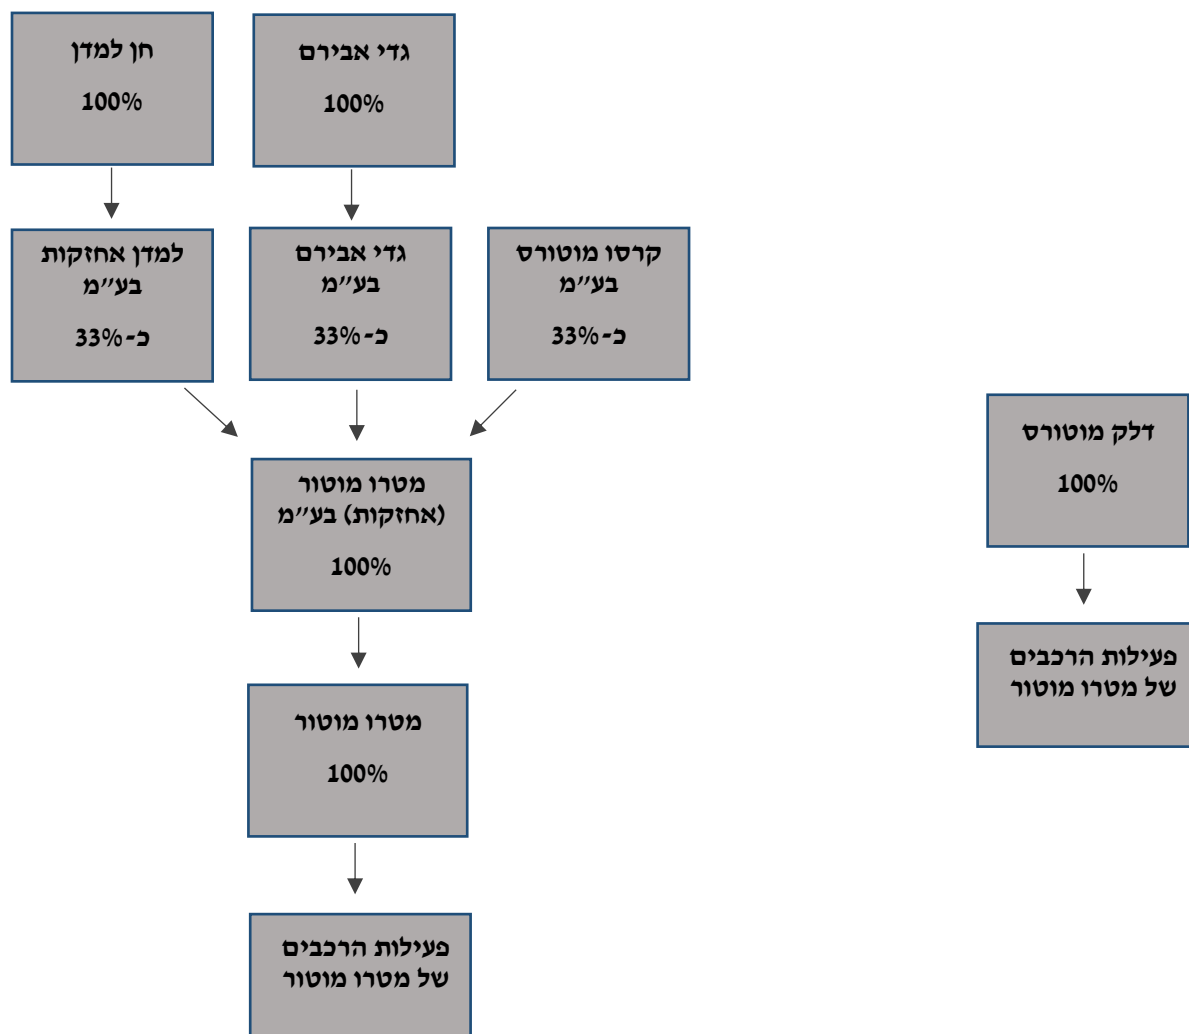 גדי אבירם
100%
חן למדן
100%
קרסו מוטורס
בע"מ
כ-33%
גדי אבירם
בע"מ
כ-33%
למדן אחזקות
בע"מ
כ-33%
דלק מוטורס
100%
מטרו מוטור
(אחזקות) בע"מ
100%
פעילות הרכבים
של מטרו מוטור
מטרו מוטור
100%
פעילות הרכבים
של מטרו מוטור